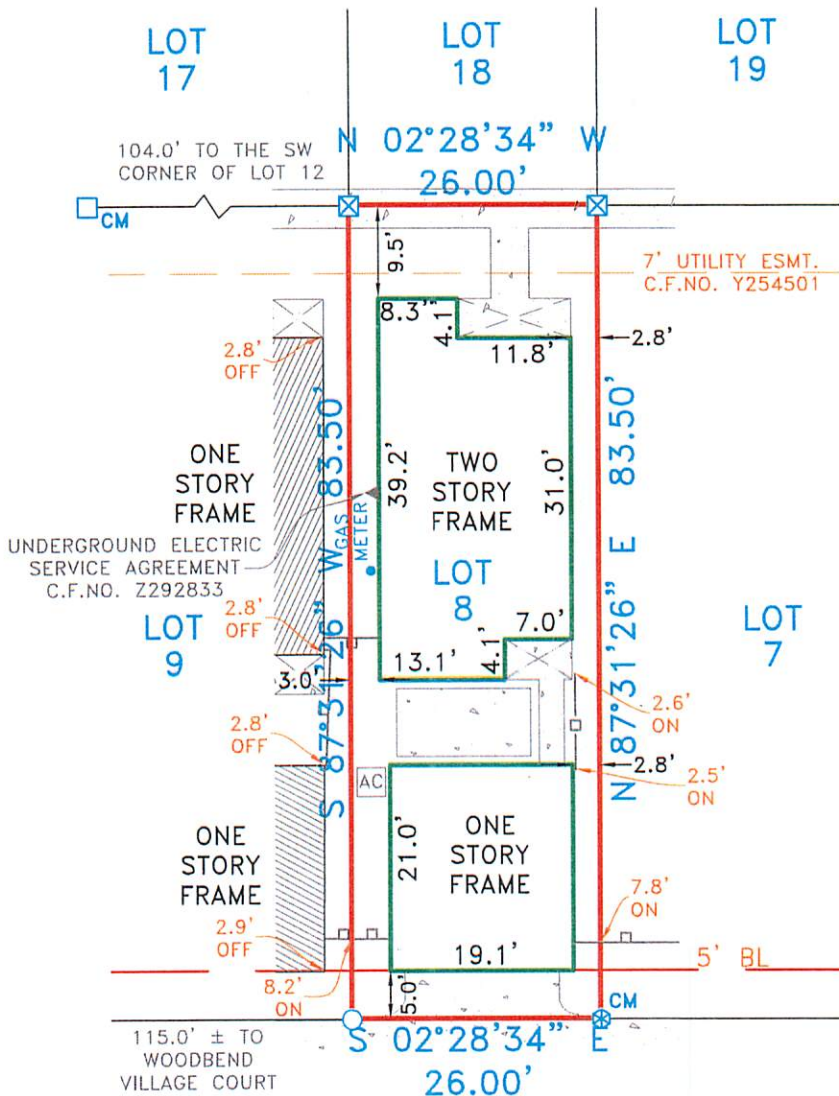 LOT
17
LOT
18
LOT
19
104.0' TO THE SW
CORNER OF LOT 12
N 02°28'34" W
26.00'
CM
9.5'
7' UTILITY ESMT.
C.F.NO. Y254501
8.3'
4.1'
11.8'
2.8'
2.8'
OFF
ONE
STORY
FRAME
S 87°31'26" W 83.50'
39.2'
TWO
STORY
FRAME
31.0'
N 87°31'26" E 83.50'
GAS
METER
UNDERGROUND ELECTRIC
SERVICE AGREEMENT
C.F.NO. Z292833
LOT
8
2.8'
OFF
LOT
9
7.0'
LOT
7
3.0'
13.1'
4.1'
2.6'
ON
2.8'
OFF
2.8'
2.5'
ON
AC
ONE
STORY
FRAME
21.0'
ONE
STORY
FRAME
7.8'
ON
2.9'
OFF
19.1'
5' BL
8.2'
ON
5.0'
CM
115.0' ± TO
WOODBEND
VILLAGE COURT
S 02°28'34" E
26.00'